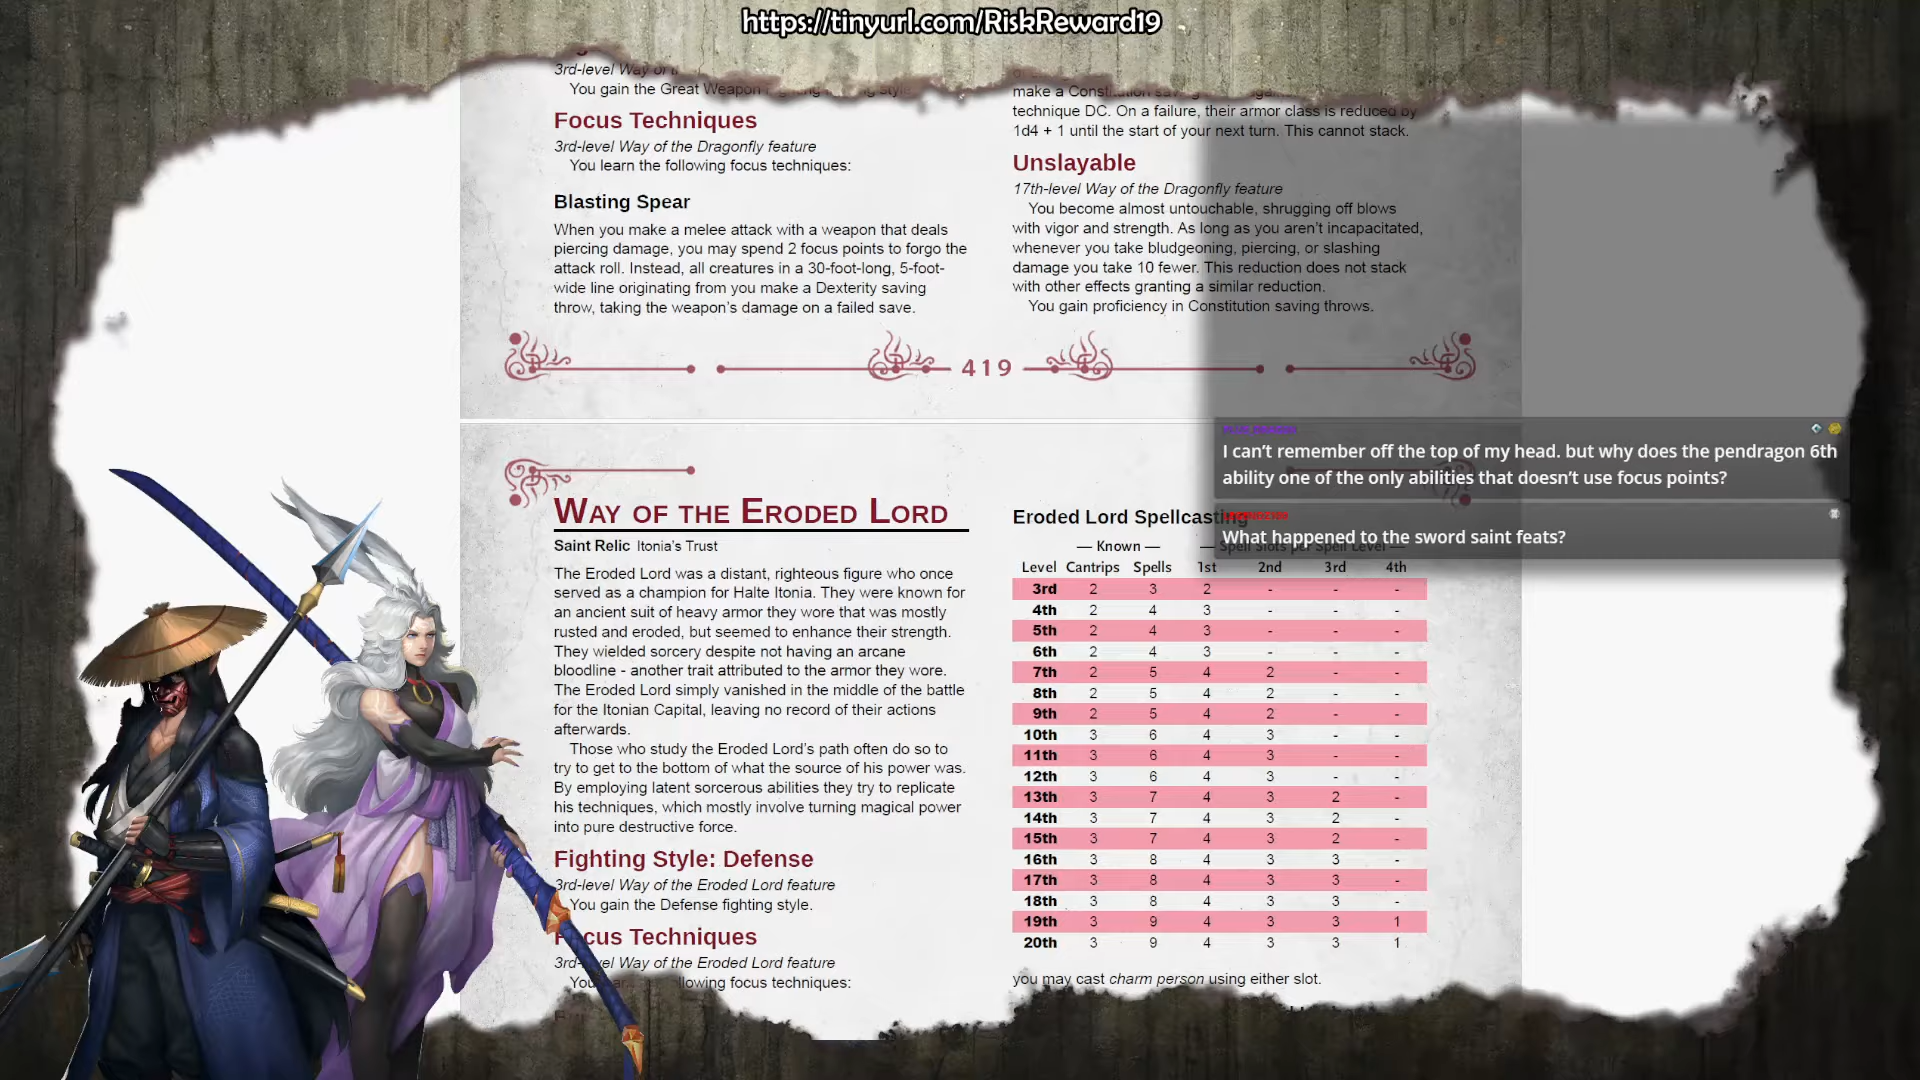 https://tinyurl.com/RiskReward19
3rd-level Way of
You gain the Great Weapon
Focus Techniques
3rd-level Way of the Dragonfly feature
You learn the following focus techniques:
Blasting Spear
When you make a melee attack with a weapon that deals
piercing damage, you may spend 2 focus points to forgo the
attack roll. Instead, all creatures in a 30-foot-long, 5-foot-
wide line originating from you make a Dexterity saving
throw, taking the weapon's damage on a failed save.
make a Constitution
technique DC. On a failure, their armor class is reduced by
1d4 + 1 until the start of your next turn. This cannot stack.
Unslayable
17th-level Way of the Dragonfly feature
You become almost untouchable, shrugging off blows
with vigor and strength. As long as you aren't incapacitated,
whenever you take bludgeoning, piercing, or slashing
damage you take 10 fewer. This reduction does not stack
with other effects granting a similar reduction.
You gain proficiency in Constitution saving throws.
419
I can't remember off the top of my head. but why does the pendragon 6th
ability one of the only abilities that doesn't use focus points?
What happened to the sword saint feats?
Way of the Eroded Lord
Saint Relic Itonia's Trust
The Eroded Lord was a distant, righteous figure who once
served as a champion for Halte Itonia. They were known for
an ancient suit of heavy armor they wore that was mostly
rusted and eroded, but seemed to enhance their strength.
They wielded sorcery despite not having an arcane
bloodline - another trait attributed to the armor they wore.
The Eroded Lord simply vanished in the middle of the battle
for the Itonian Capital, leaving no record of their actions
afterwards.
Those who study the Eroded Lord's path often do so to
try to get to the bottom of what the source of his power was.
By employing latent sorcerous abilities they try to replicate
his techniques, which mostly involve turning magical power
into pure destructive force.
Fighting Style: Defense
3rd-level Way of the Eroded Lord feature
You gain the Defense fighting style.
Focus Techniques
3rd-level Way of the Eroded Lord feature
You following focus techniques:
Eroded Lord Spellcasting
— Known — — Spell Slots per Spell Level —
Level Cantrips Spells 1st 2nd 3rd 4th
3rd 2 3 2 - - -
4th 2 4 3 - - -
5th 2 4 3 - - -
6th 2 4 3 - - -
7th 2 5 4 2 - -
8th 2 5 4 2 - -
9th 2 5 4 2 - -
10th 3 6 4 3 - -
11th 3 6 4 3 - -
12th 3 6 4 3 - -
13th 3 7 4 3 2 -
14th 3 7 4 3 2 -
15th 3 7 4 3 2 -
16th 3 8 4 3 3 -
17th 3 8 4 3 3 -
18th 3 8 4 3 3 -
19th 3 9 4 3 3 1
20th 3 9 4 3 3 1
you may cast charm person using either slot.